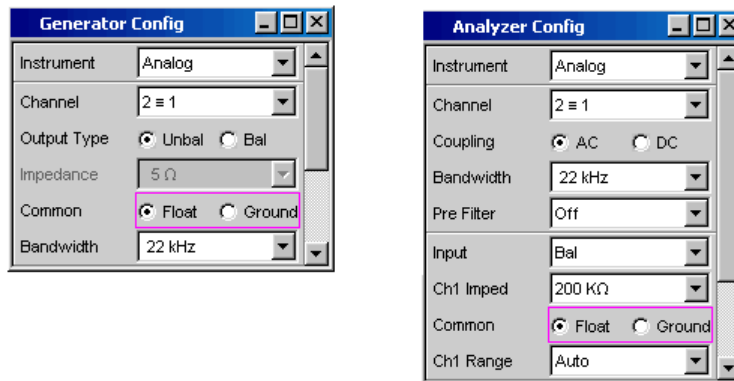 Generator Config
Instrument Analog
Channel 2 ≡ 1
Output Type Unbal Bal
Impedance 5 Ω
Common Float Ground
Bandwidth 22 kHz
Analyzer Config
Instrument Analog
Channel 2 ≡ 1
Coupling AC DC
Bandwidth 22 kHz
Pre Filter Off
Input Bal
Ch1 Imped 200 KΩ
Common Float Ground
Ch1 Range Auto